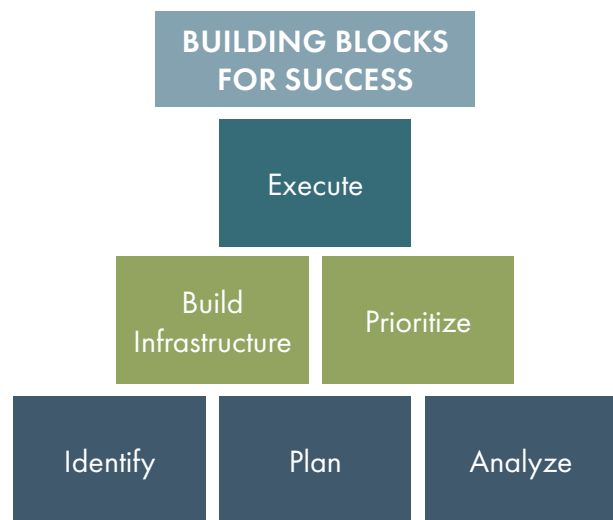 BUILDING BLOCKS
FOR SUCCESS
Execute
Build
Infrastructure
Prioritize
Identify
Plan
Analyze